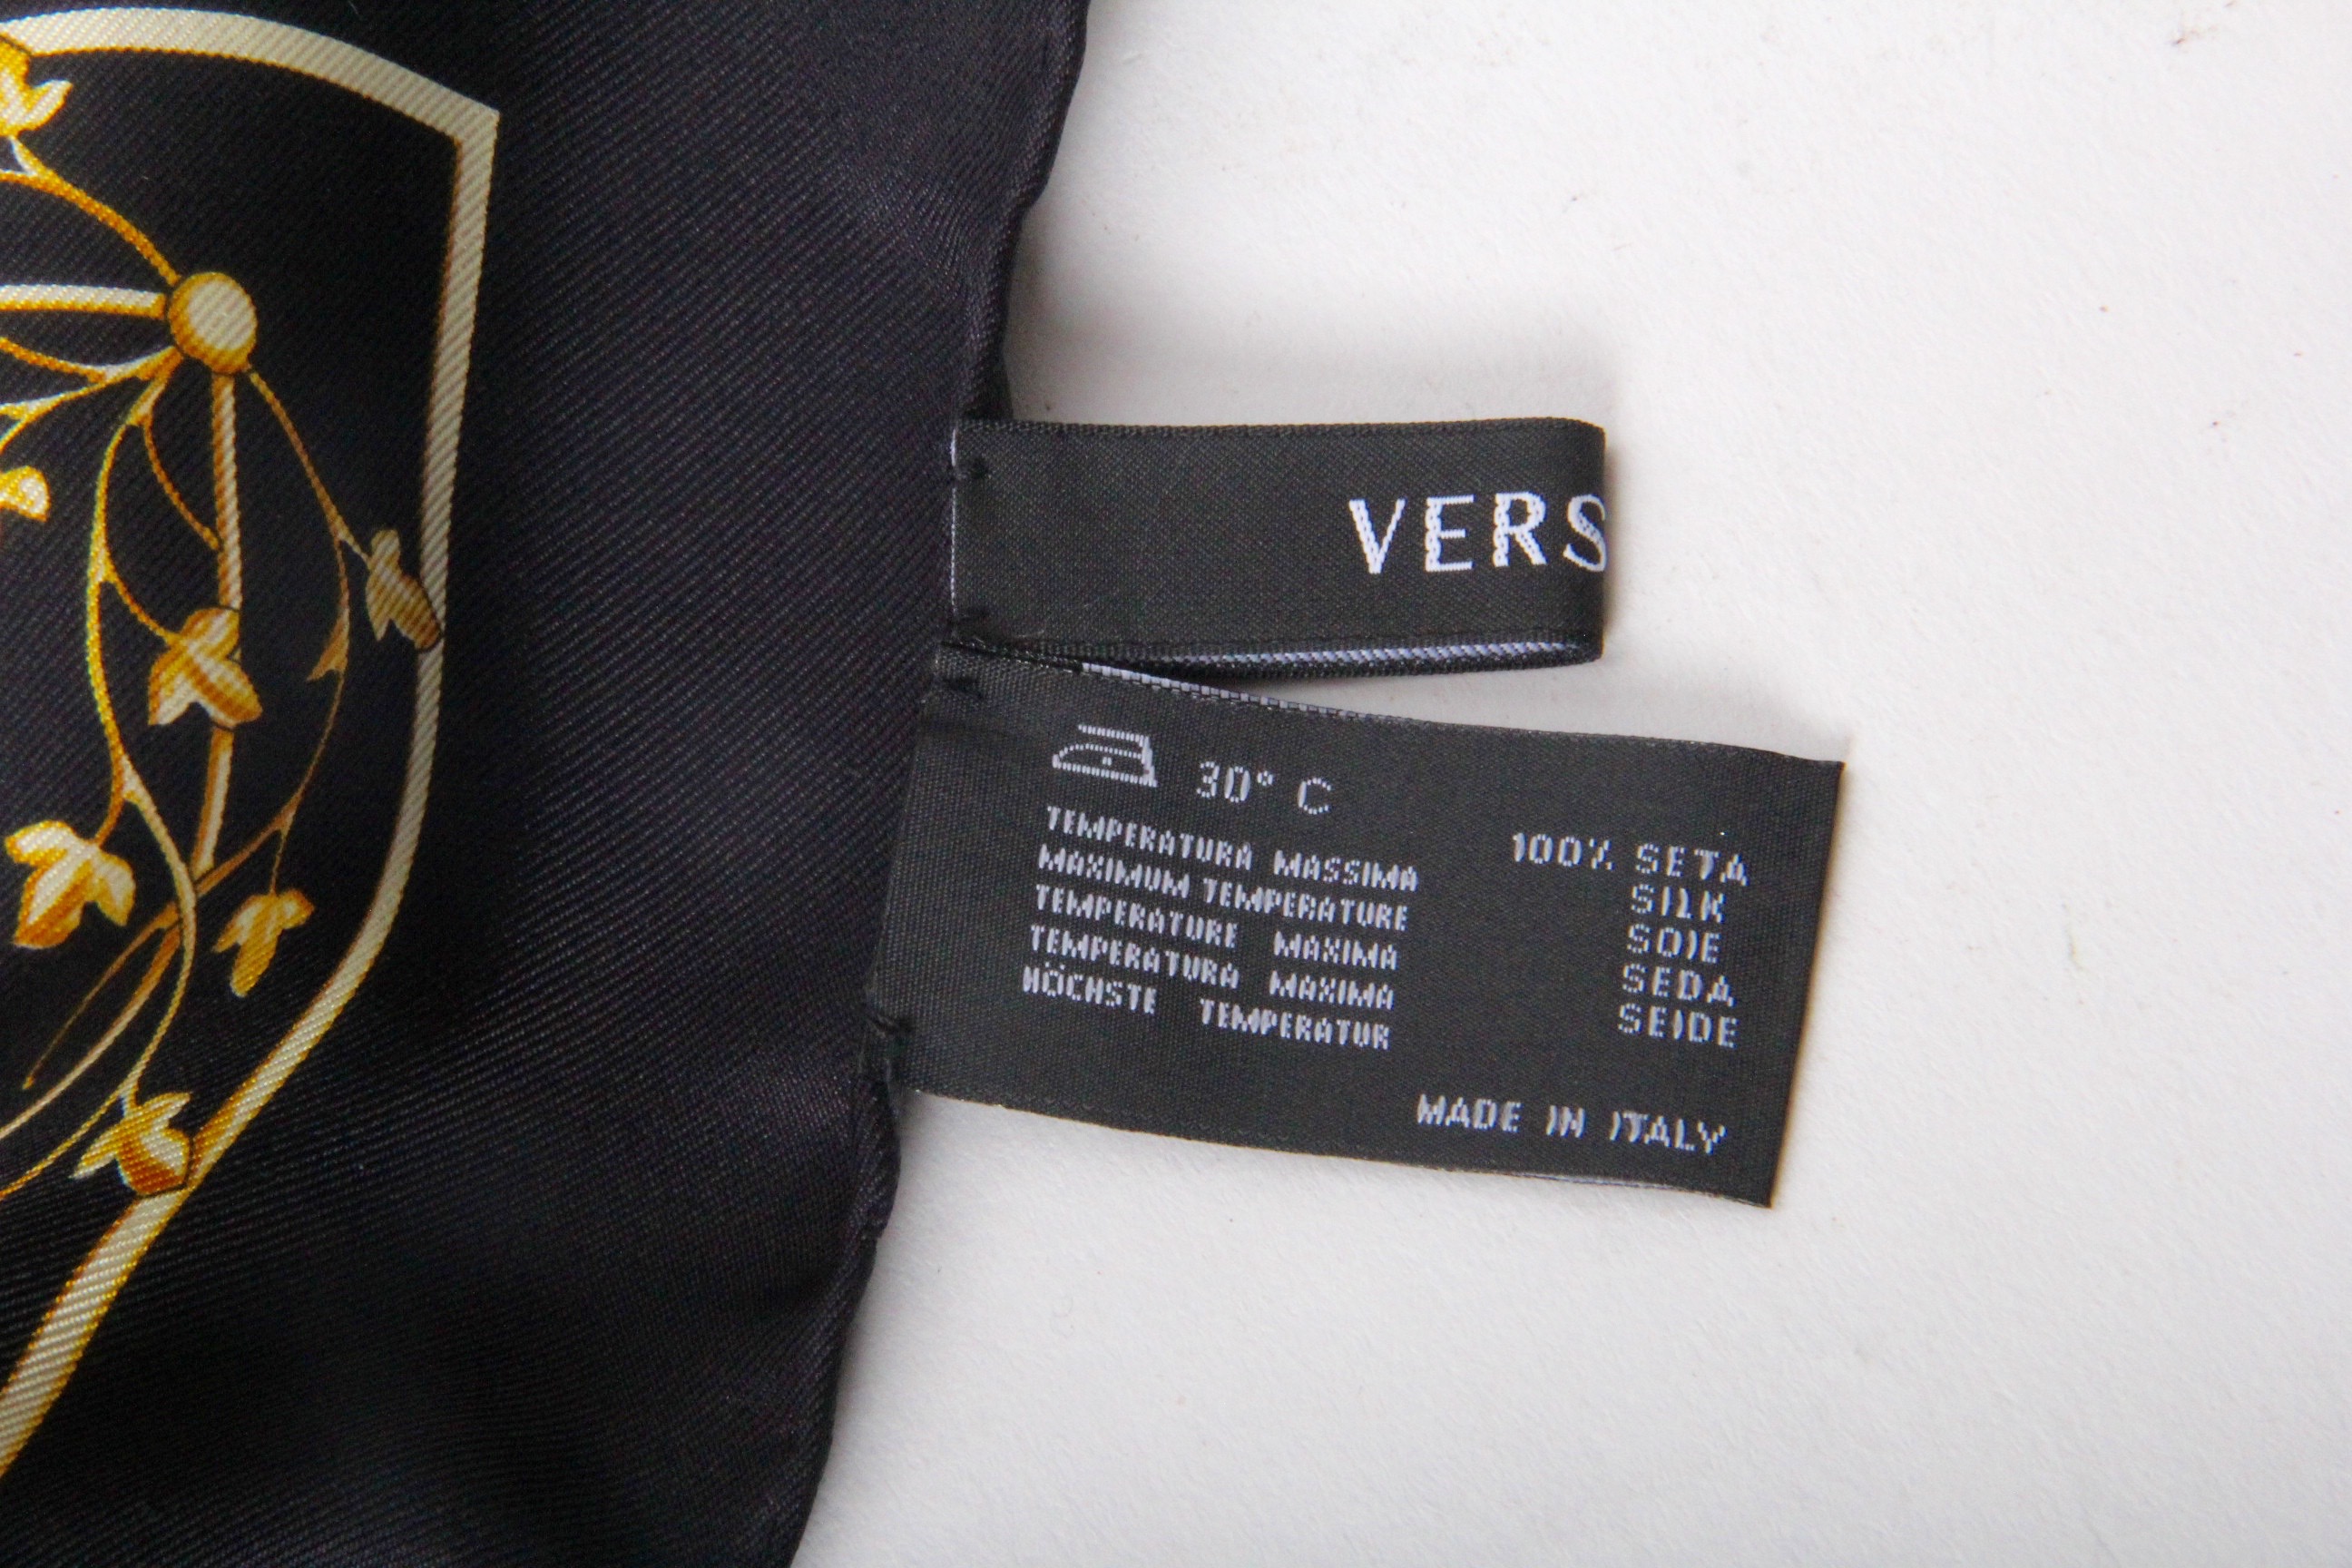 VERS
30° C
TEMPERATURA MASSIMA
MAXIMUM TEMPERATURE
TEMPERATURE MAXIMA
TEMPERATURA MAXIMA
HÖCHSTE TEMPERATUR
100% SETA
SILK
SOIE
SEDA
SEIDE
MADE IN ITALY